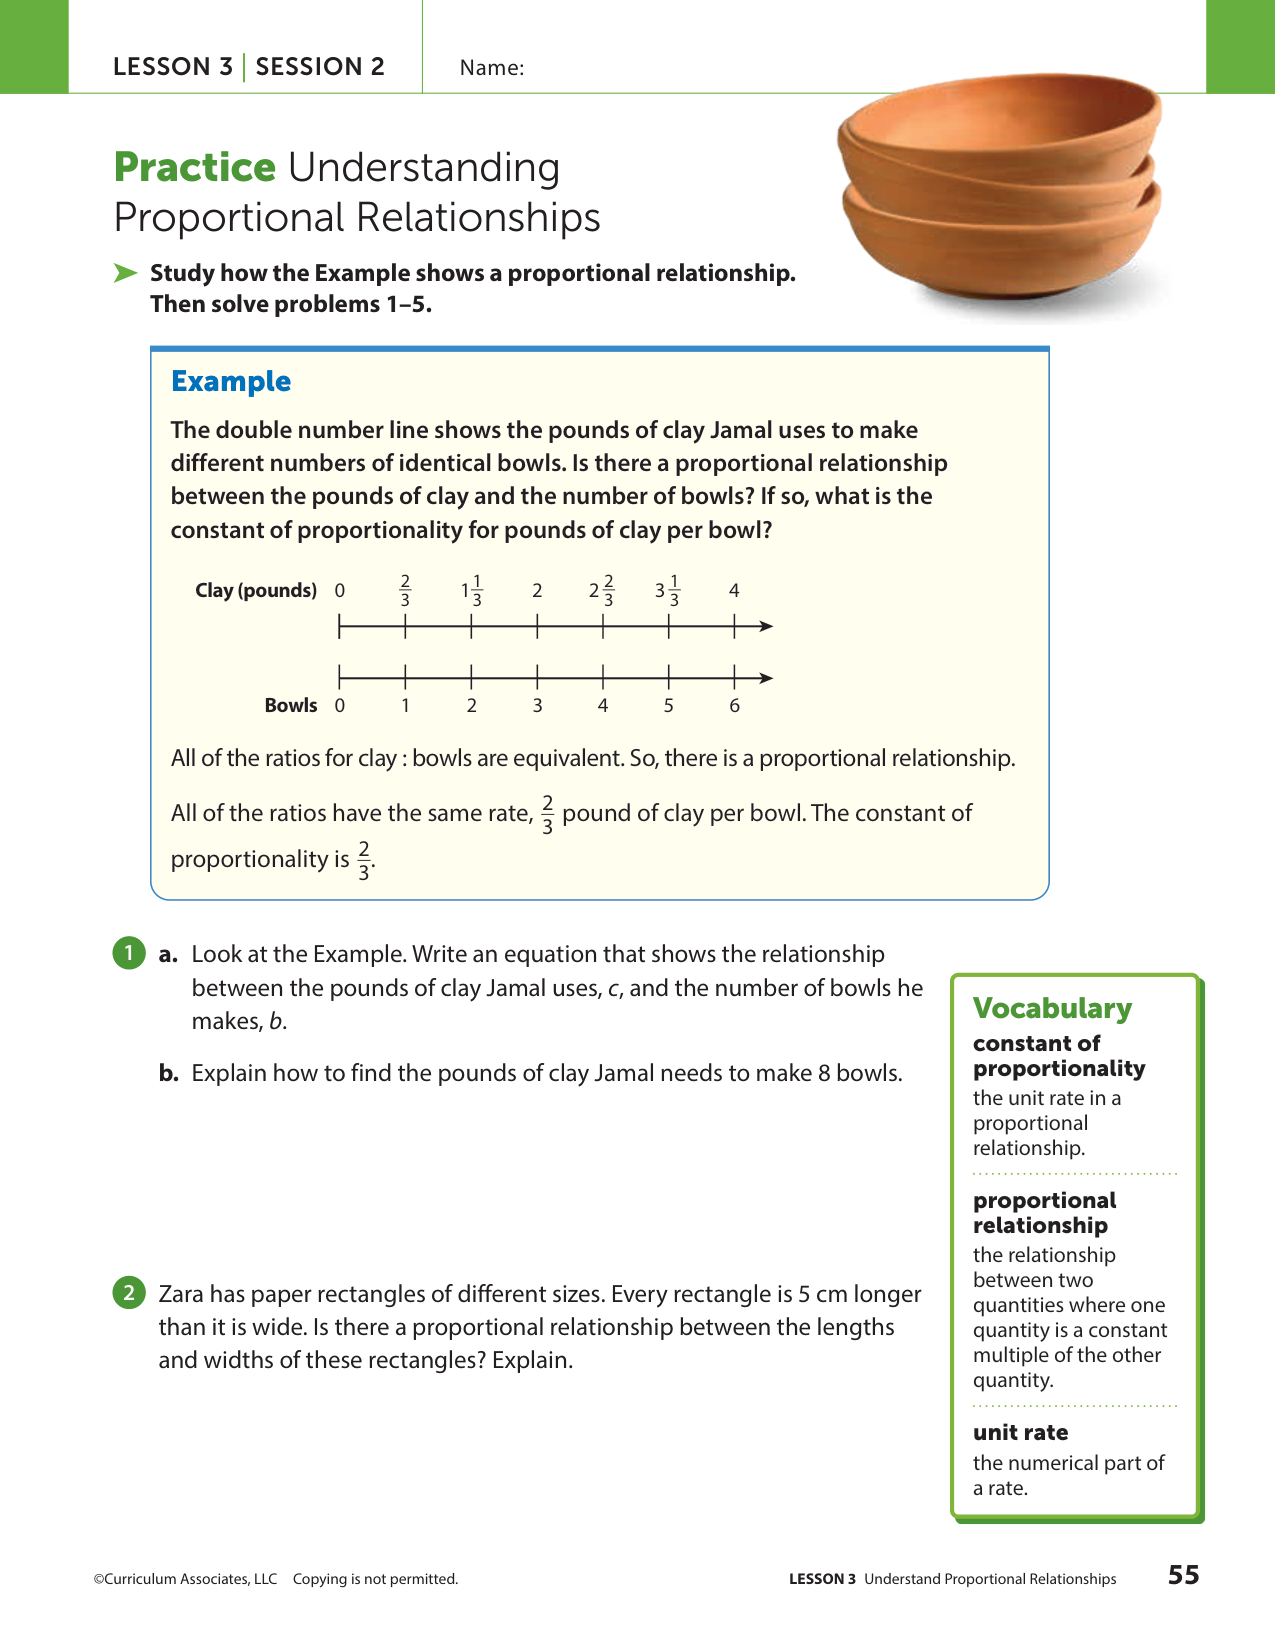 LESSON 3 | SESSION 2
Name:
Practice Understanding
Proportional Relationships
➤ Study how the Example shows a proportional relationship.
Then solve problems 1–5.
Example
The double number line shows the pounds of clay Jamal uses to make
different numbers of identical bowls. Is there a proportional relationship
between the pounds of clay and the number of bowls? If so, what is the
constant of proportionality for pounds of clay per bowl?
Clay (pounds) 0 2/3 1 1/3 2 2 2/3 3 1/3 4
Bowls 0 1 2 3 4 5 6
All of the ratios for clay : bowls are equivalent. So, there is a proportional relationship.
All of the ratios have the same rate, 2/3 pound of clay per bowl. The constant of
proportionality is 2/3.
1 a. Look at the Example. Write an equation that shows the relationship
between the pounds of clay Jamal uses, c, and the number of bowls he
makes, b.
b. Explain how to find the pounds of clay Jamal needs to make 8 bowls.
2 Zara has paper rectangles of different sizes. Every rectangle is 5 cm longer
than it is wide. Is there a proportional relationship between the lengths
and widths of these rectangles? Explain.
Vocabulary
constant of
proportionality
the unit rate in a
proportional
relationship.
proportional
relationship
the relationship
between two
quantities where one
quantity is a constant
multiple of the other
quantity.
unit rate
the numerical part of
a rate.
©Curriculum Associates, LLC Copying is not permitted.
LESSON 3 Understand Proportional Relationships 55